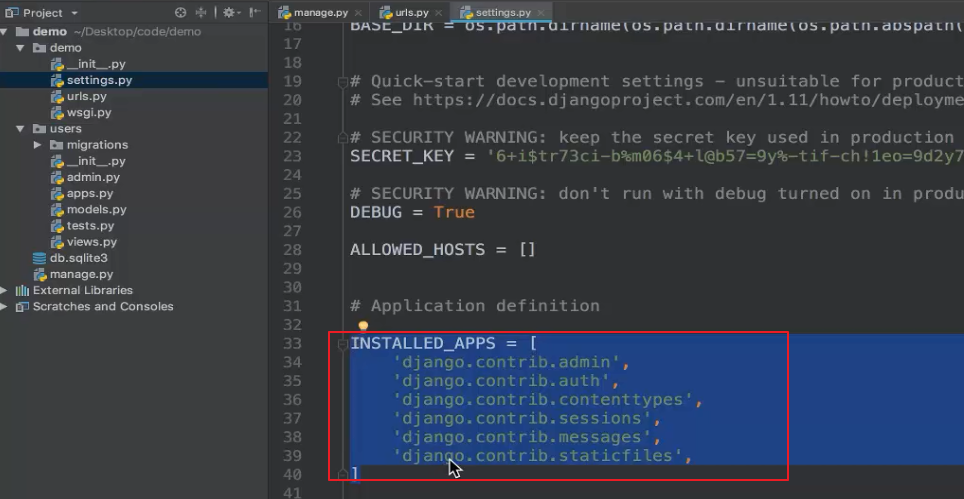 Project
demo ~/Desktop/code/demo
demo
__init__.py
settings.py
urls.py
wsgi.py
users
migrations
__init__.py
admin.py
apps.py
models.py
tests.py
views.py
db.sqlite3
manage.py
External Libraries
Scratches and Consoles
manage.py urls.py settings.py
16 BASE_DIR = os.path.dirname(os.path.dirname(os.path.abspath(
17
18
19 # Quick-start development settings - unsuitable for product
20 # See https://docs.djangoproject.com/en/1.11/howto/deployme
21
22 # SECURITY WARNING: keep the secret key used in production
23 SECRET_KEY = '6+i$tr73ci-b%m06$4+l@b57=9y%-tif-ch!1eo=9d2y7
24
25 # SECURITY WARNING: don't run with debug turned on in produ
26 DEBUG = True
27
28 ALLOWED_HOSTS = []
29
30
31 # Application definition
32
33 INSTALLED_APPS = [
34 'django.contrib.admin',
35 'django.contrib.auth',
36 'django.contrib.contenttypes',
37 'django.contrib.sessions',
38 'django.contrib.messages',
39 'django.contrib.staticfiles',
40 ]
41